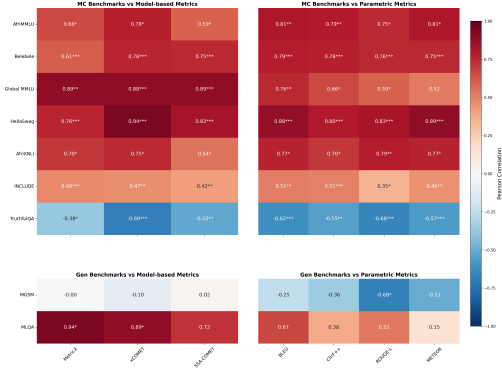 MC Benchmarks vs Model-based Metrics
AfriMMLU 0.66* 0.78* 0.59*
Belebele 0.61*** 0.76*** 0.75***
Global MMLU 0.89** 0.88*** 0.89***
HellaSwag 0.76*** 0.94*** 0.83***
AfriXNLI 0.70* 0.75* 0.54*
INCLUDE 0.46*** 0.47** 0.42**
TruthfulQA -0.38* -0.69*** -0.52**
MC Benchmarks vs Parametric Metrics
0.81** 0.79** 0.75* 0.81*
0.79*** 0.78*** 0.76*** 0.75***
0.76** 0.66* 0.59* 0.52
0.88*** 0.80*** 0.83*** 0.89***
0.77* 0.70* 0.79** 0.77*
0.51** 0.51*** 0.35* 0.46**
-0.62*** -0.55** -0.66*** -0.57***
Gen Benchmarks vs Model-based Metrics
MGSM -0.00 -0.10 0.02
MLQA 0.94* 0.89* 0.72
MetricX xCOMET SSA-COMET
Gen Benchmarks vs Parametric Metrics
-0.25 -0.36 -0.68* -0.51
0.67 0.38 0.53 0.15
BLEU ChrF++ ROUGE-L METEOR
1.00
0.75
0.50
0.25
0.00
-0.25
-0.50
-0.75
-1.00
Pearson Correlation